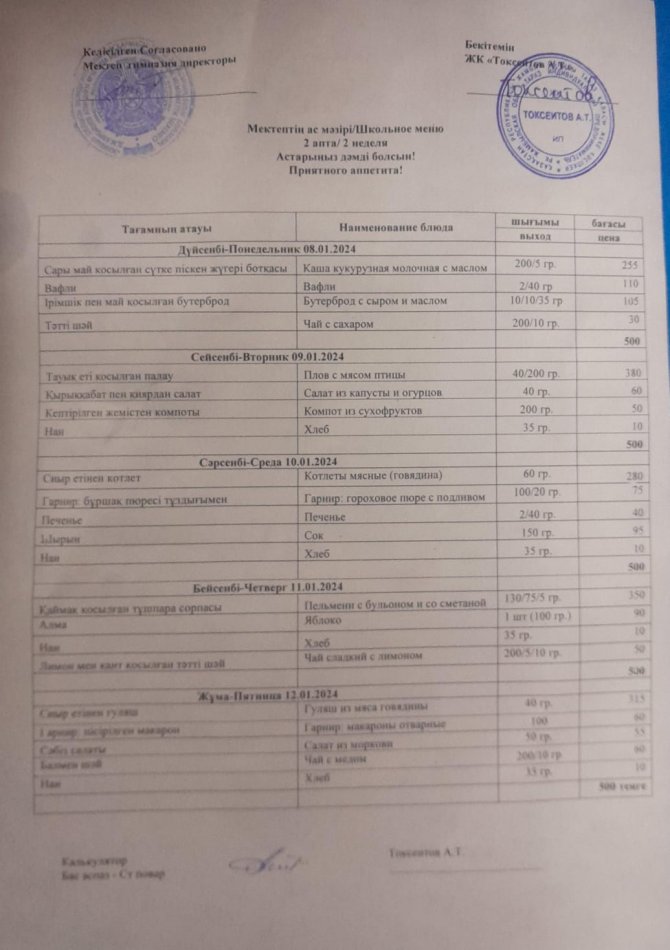 Келісілген Согласовано
Мектеп гимназия директоры
Бекітемін
ЖК «Токсеитов А.Т.
Токсеитов
ТОКСЕИТОВ А.Т.
ИП
Мектептің ас мәзірі/Школьное меню
2 апта/ 2 неделя
Астарыңыз дәмді болсын!
Приятного аппетита!
Тағамның атауы Наименование блюда шығымы бағасы
выход цена
Дүйсенбі-Понедельник 08.01.2024
Сары май қосылған сүтке піскен жүгері ботқасы Каша кукурузная молочная с маслом 200/5 гр. 255
Вафли Вафли 2/40 гр 110
Ірімшік пен май қосылған бутерброд Бутерброд с сыром и маслом 10/10/35 гр 105
Тәтті шәй Чай с сахаром 200/10 гр. 30
500
Сейсенбі-Вторник 09.01.2024
Тауық еті қосылған палау Плов с мясом птицы 40/200 гр. 380
Қырыққабат пен қиярдан салат Салат из капусты и огурцов 40 гр. 60
Кептірілген жемістен компоты Компот из сухофруктов 200 гр. 50
Нан Хлеб 35 гр. 10
500
Сәрсенбі-Среда 10.01.2024
Сиыр етінен котлет Котлеты мясные (говядина) 60 гр. 280
Гарнир: бұршақ пюресі тұздығымен Гарнир: гороховое пюре с подливом 100/20 гр. 75
Печенье Печенье 2/40 гр. 40
Шырын Сок 150 гр. 95
Нан Хлеб 35 гр. 10
500
Бейсенбі-Четверг 11.01.2024
Қаймақ қосылған тұшпара сорпасы Пельмени с бульоном и со сметаной 130/75/5 гр. 350
Алма Яблоко 1 шт (100 гр.) 90
Нан Хлеб 35 гр. 10
Лимон мен қант қосылған тәтті шай Чай сладкий с лимоном 200/5/10 гр. 50
500
Жұма-Пятница 12.01.2024
Сиыр етінен гуляш Гуляш из мяса говядины 40 гр. 315
Гарнир: пісірілген макарон Гарнир: макароны отварные 100 60
Сәбіз салаты Салат из моркови 50 гр. 55
Балмен шәй Чай с медом 200/10 гр 60
Нан Хлеб 35 гр. 10
500 тенге
Калькулятор
Бас аспаз - Ст повар
Токсеитов А.Т.